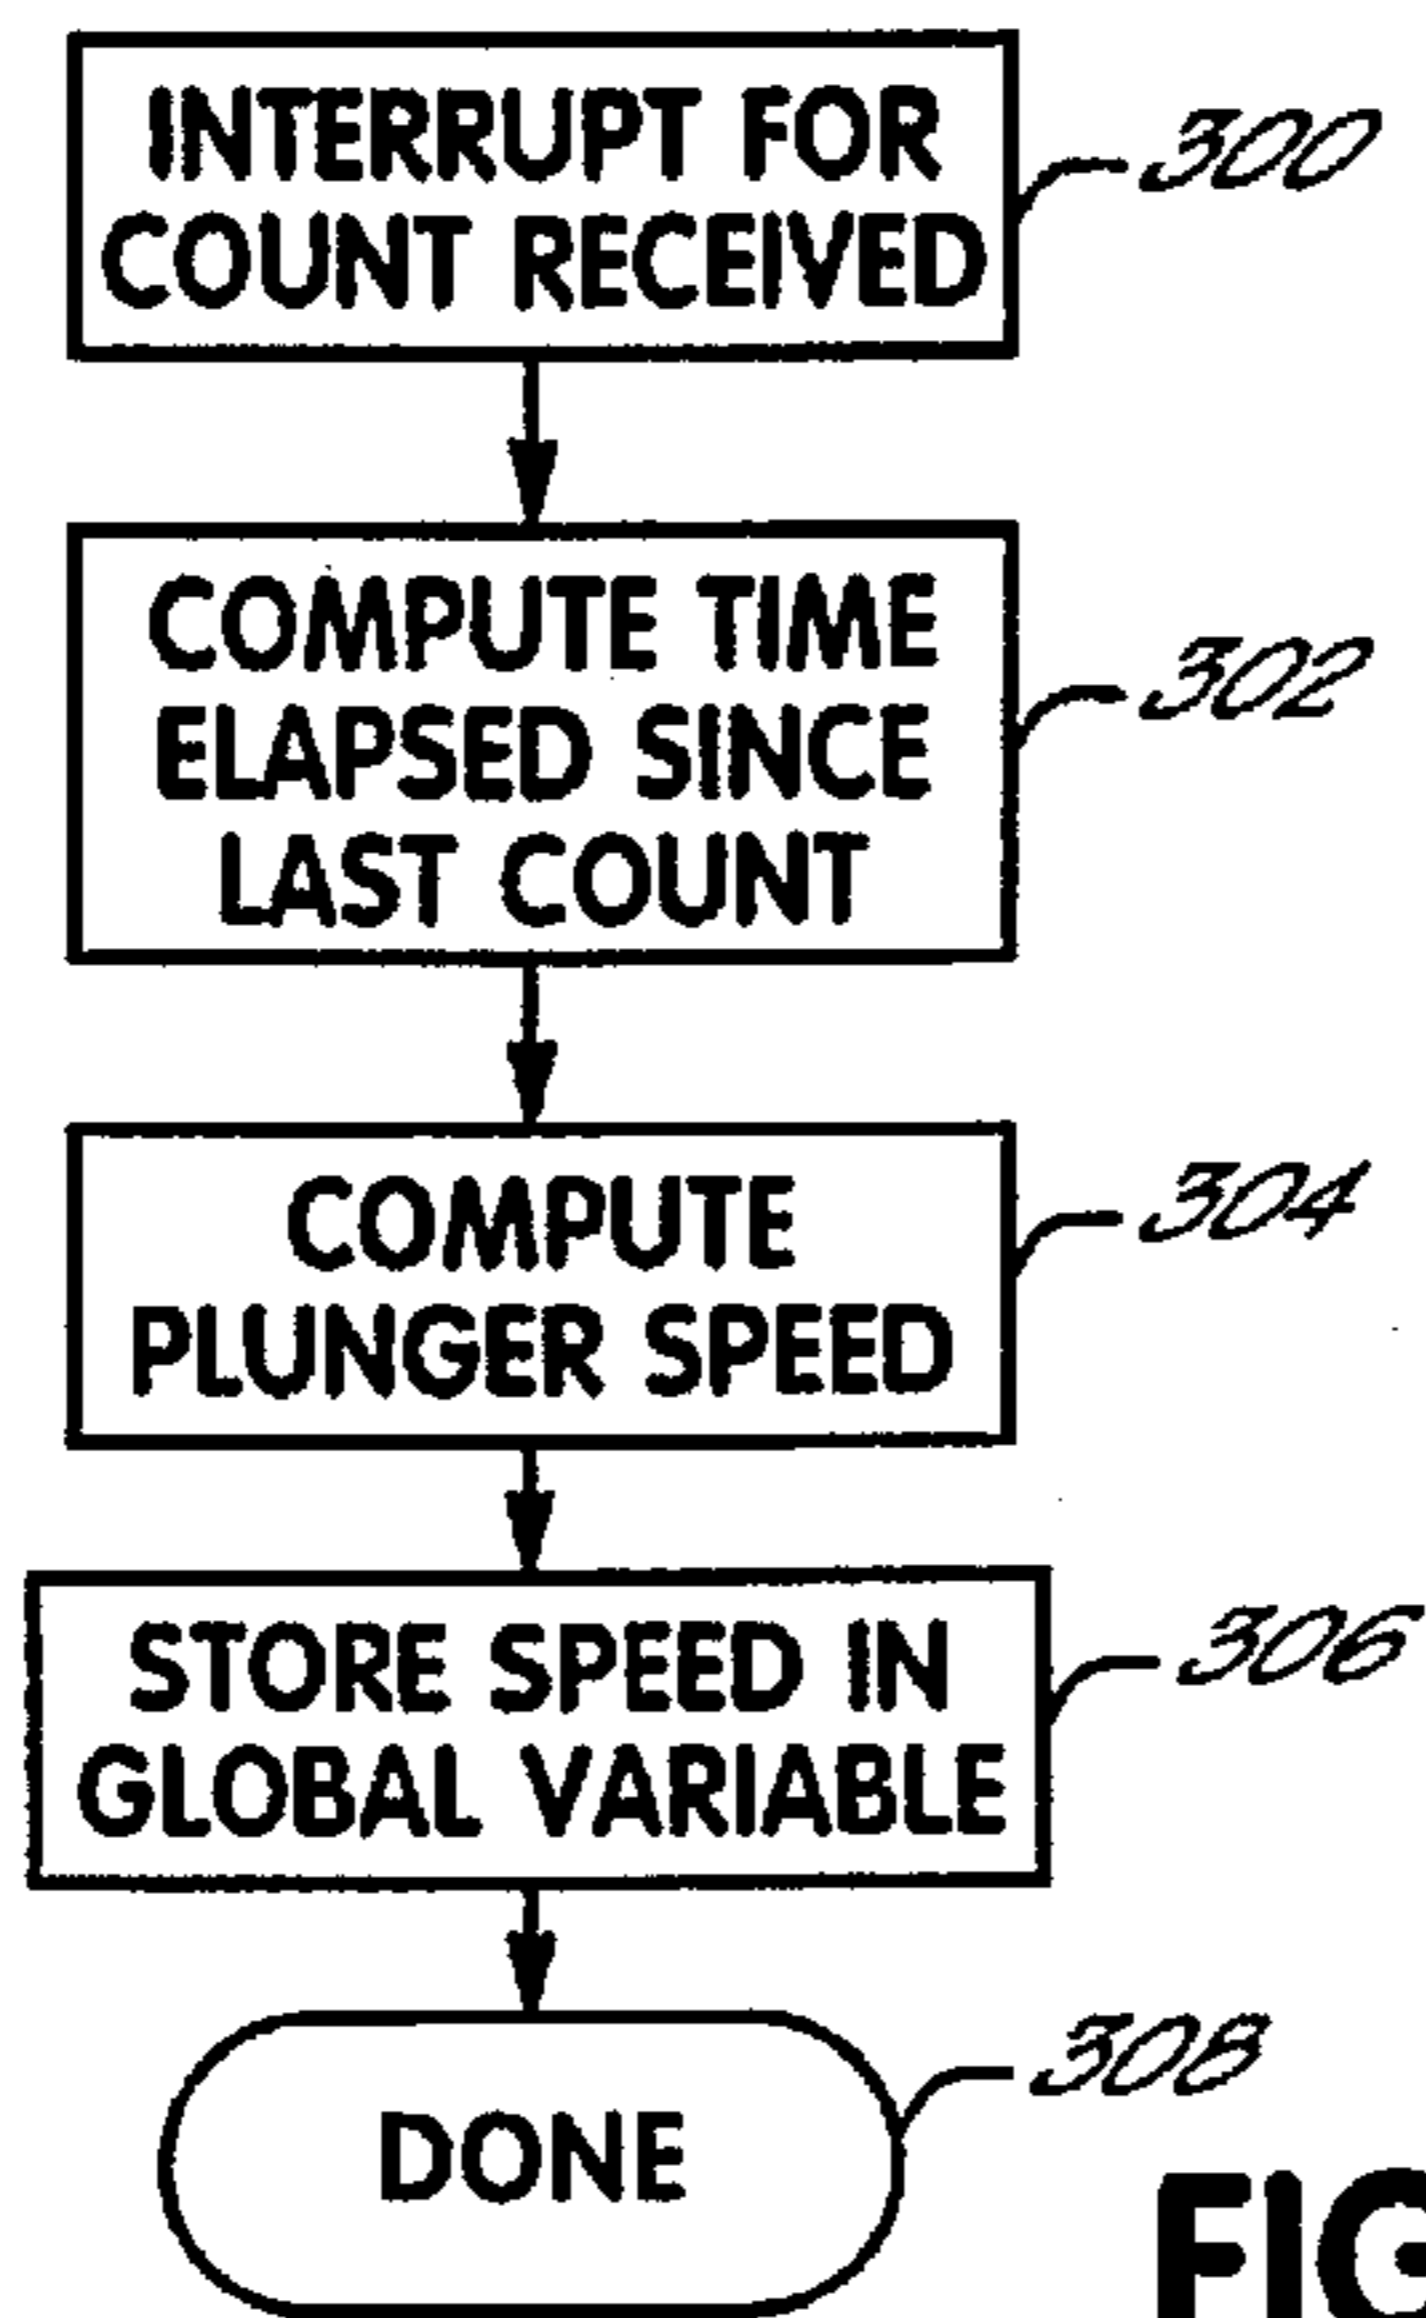 INTERRUPT FOR
COUNT RECEIVED
300
COMPUTE TIME
ELAPSED SINCE
LAST COUNT
302
COMPUTE
PLUNGER SPEED
304
STORE SPEED IN
GLOBAL VARIABLE
306
DONE
308